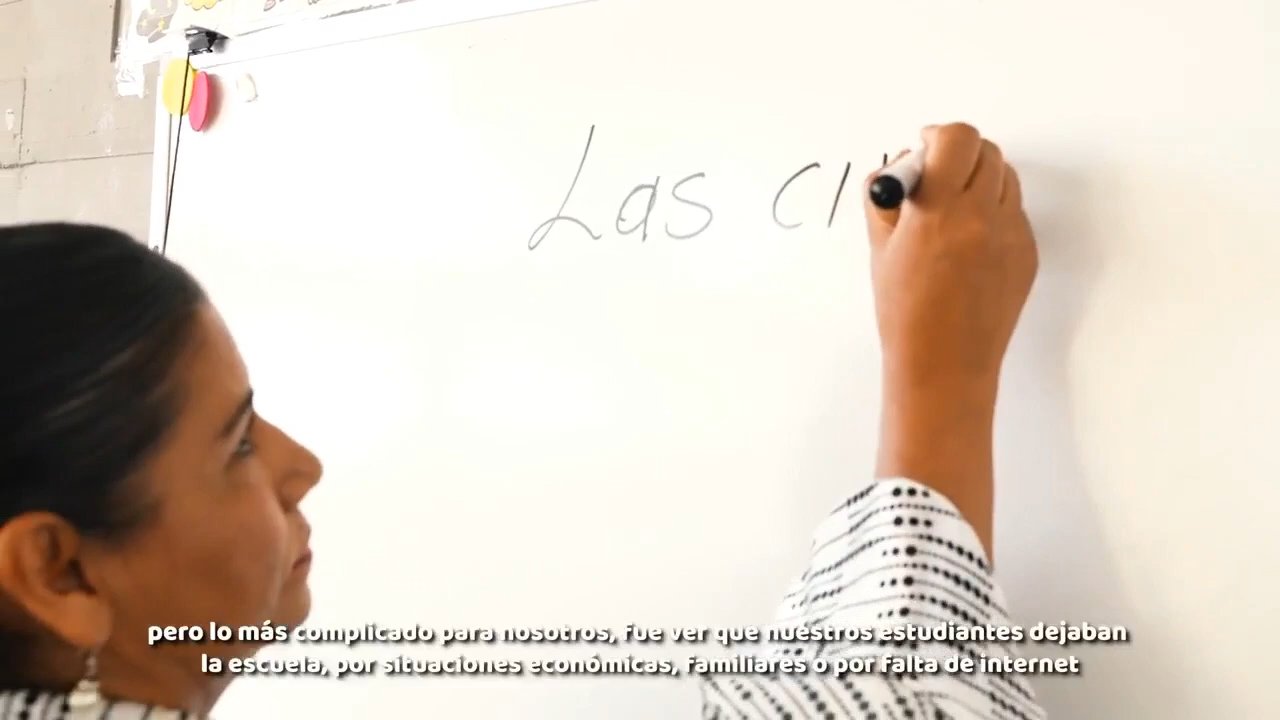 Las
pero lo más complicado para nosotros, fue ver que nuestros estudiantes dejaban
la escuela, por situaciones económicas, familiares o por falta de internet